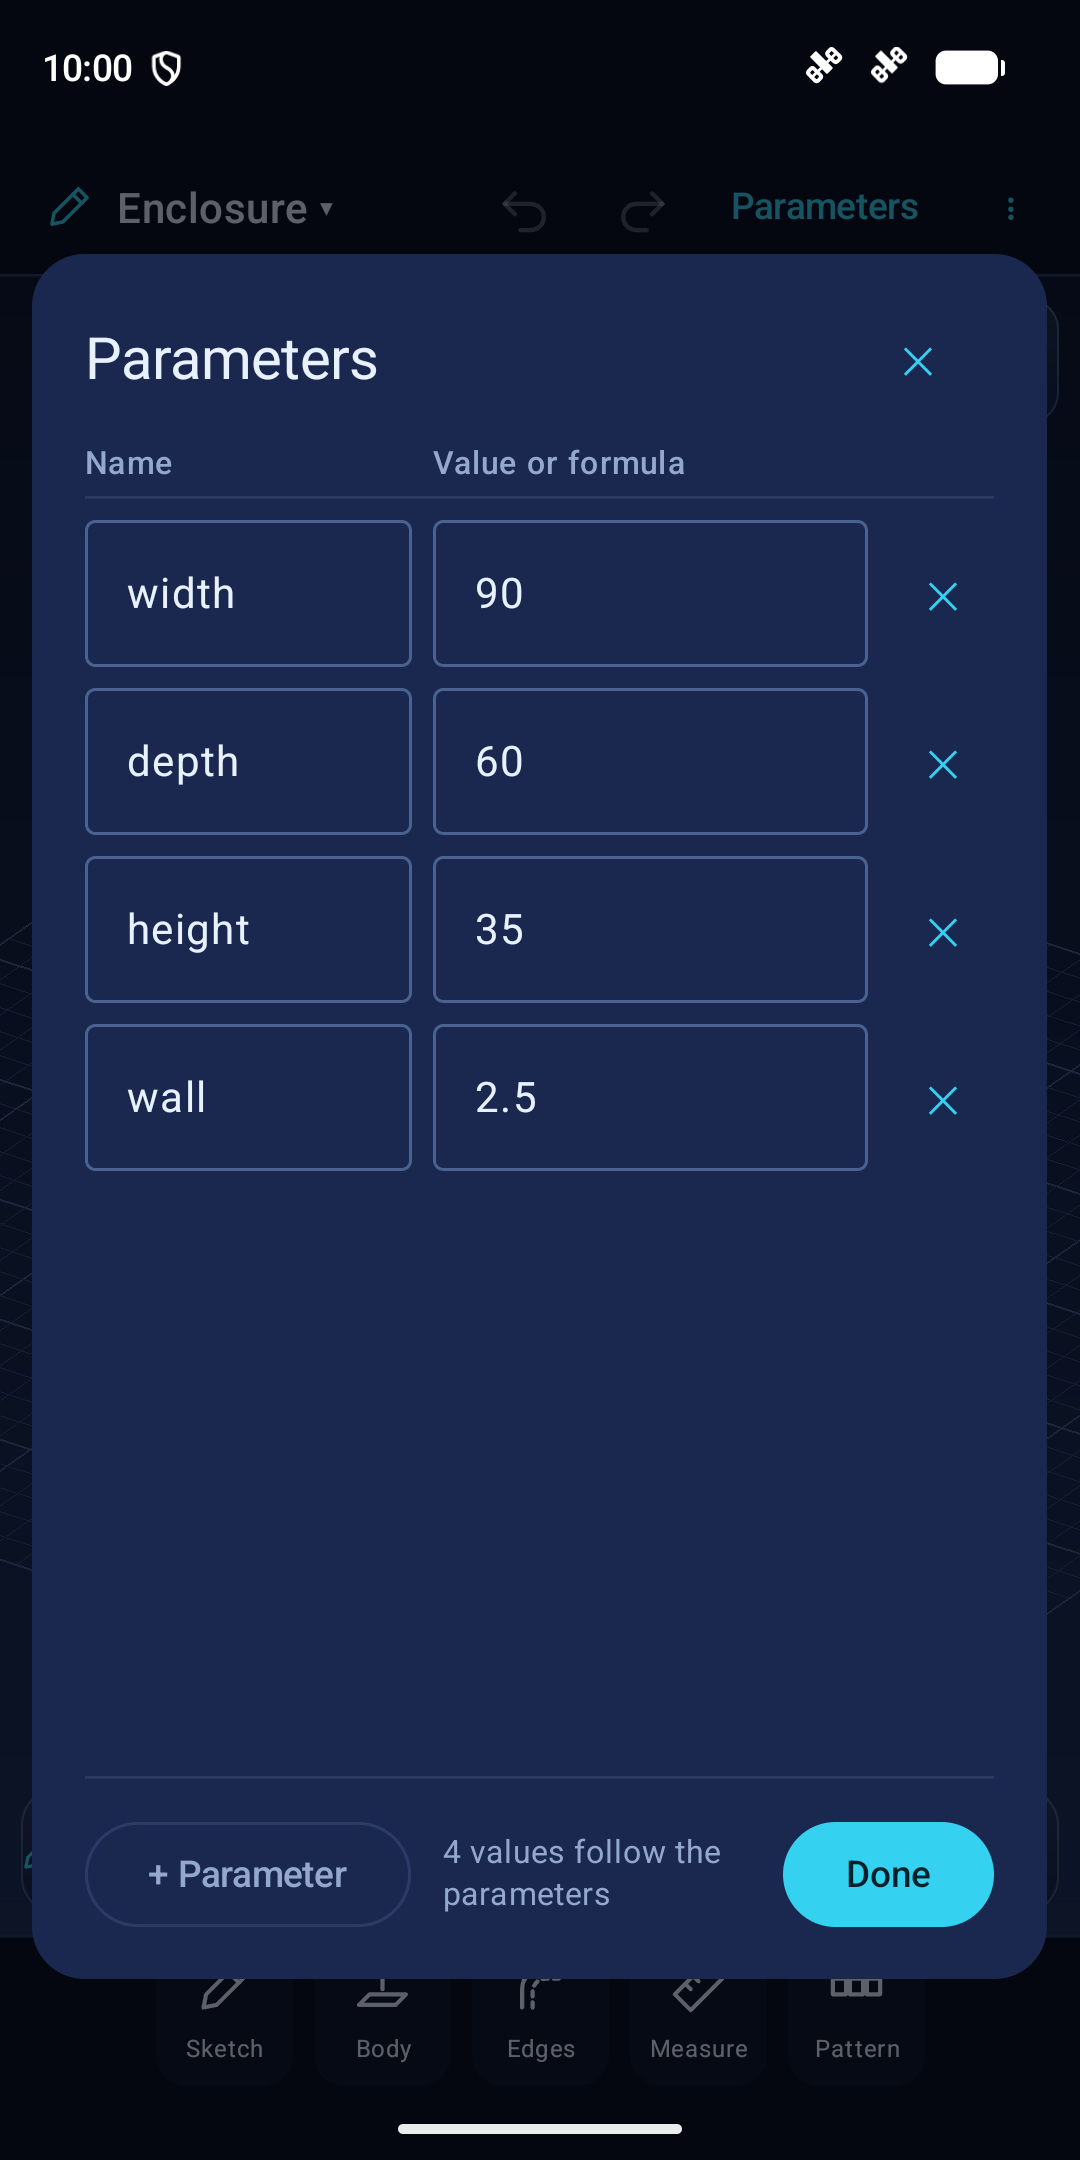 10:00
Enclosure ▾
Parameters
Parameters
Name
Value or formula
width
90
depth
60
height
35
wall
2.5
+ Parameter
4 values follow the
parameters
Done
Sketch
Body
Edges
Measure
Pattern